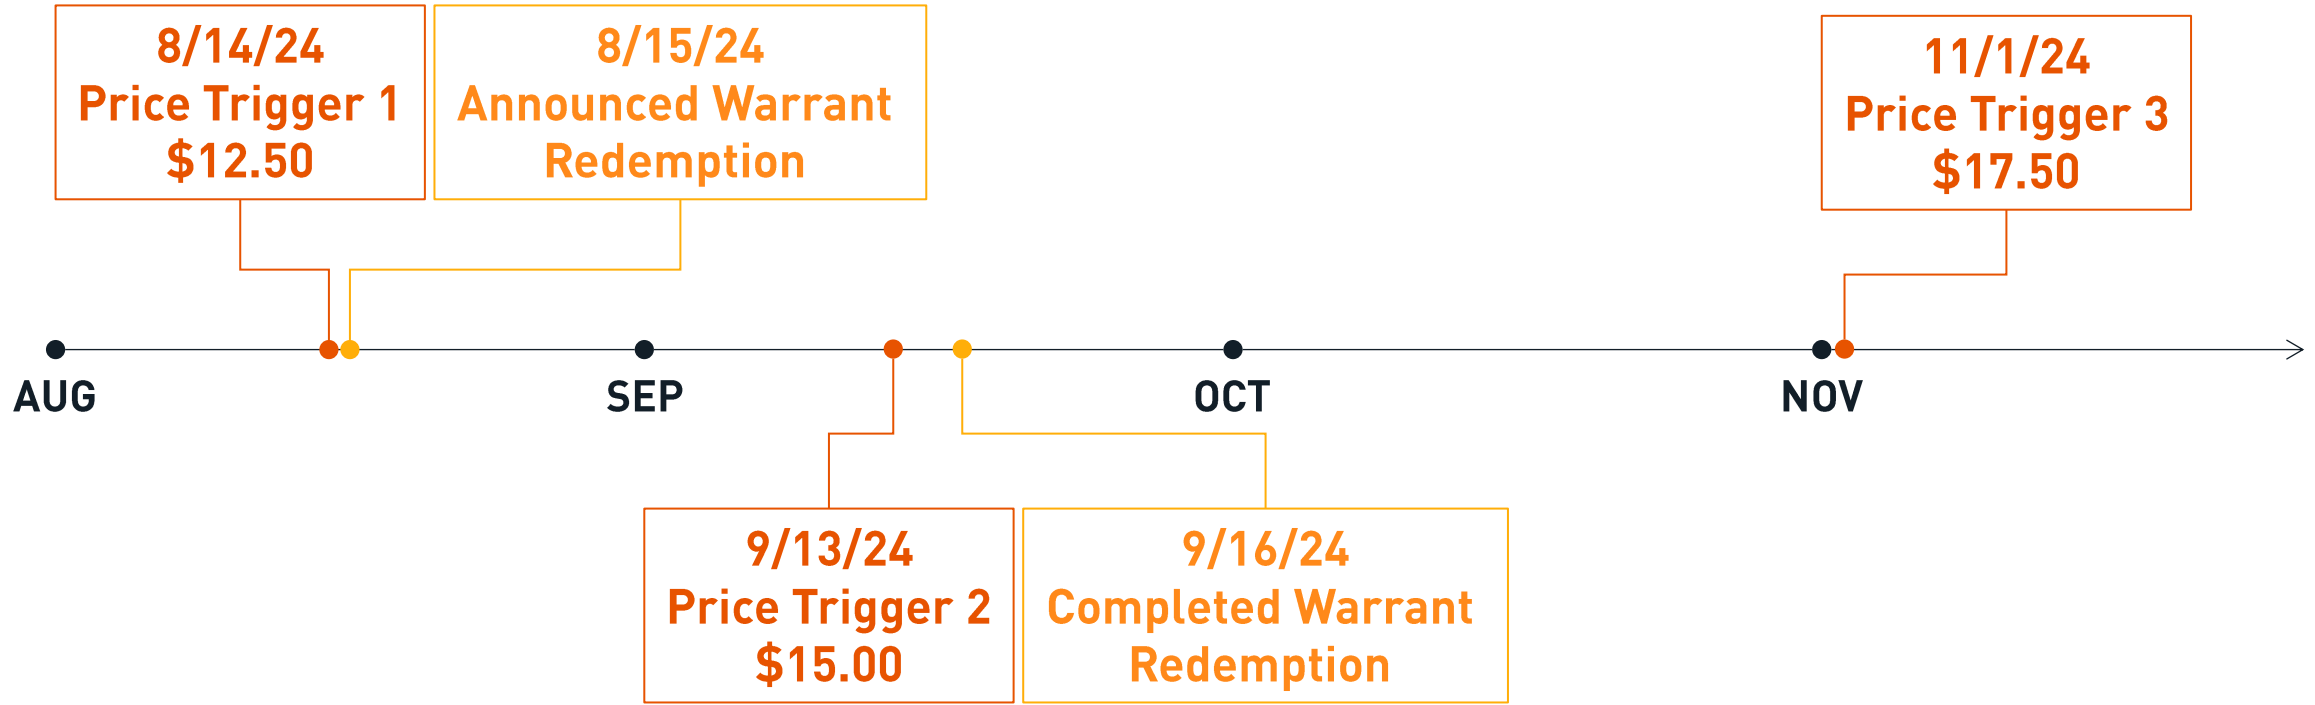 8/14/24
Price Trigger 1
$12.50
8/15/24
Announced Warrant
Redemption
11/1/24
Price Trigger 3
$17.50
AUG
SEP
OCT
NOV
9/13/24
Price Trigger 2
$15.00
9/16/24
Completed Warrant
Redemption